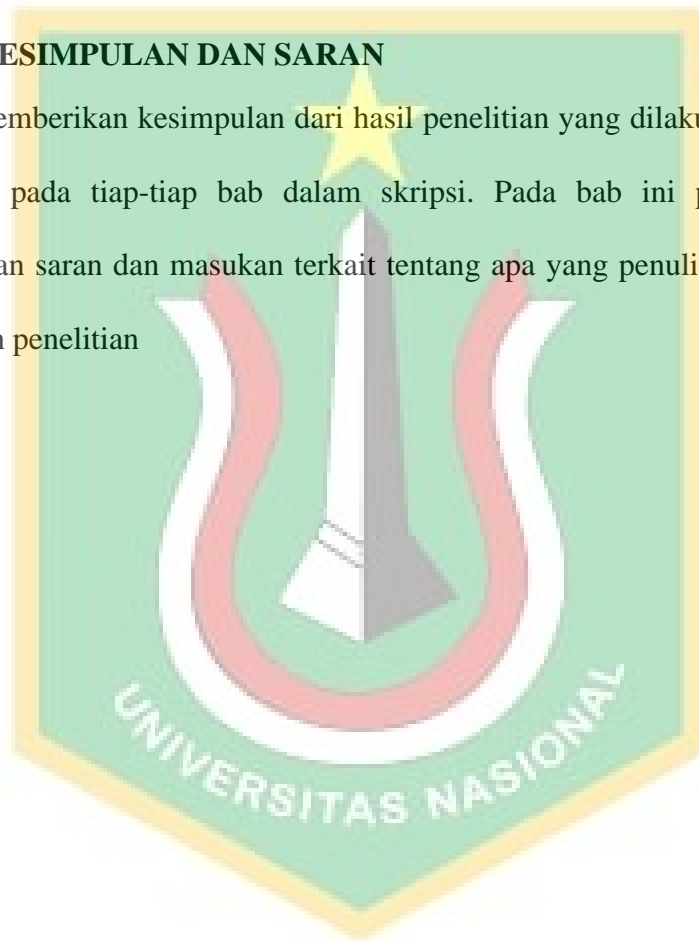 ESIMPULAN DAN SARAN
emberikan kesimpulan dari hasil penelitian yang dilaku
pada tiap-tiap bab dalam skripsi. Pada bab ini p
an saran dan masukan terkait tentang apa yang penuli
penelitian
UNIVERSITAS NASIONAL